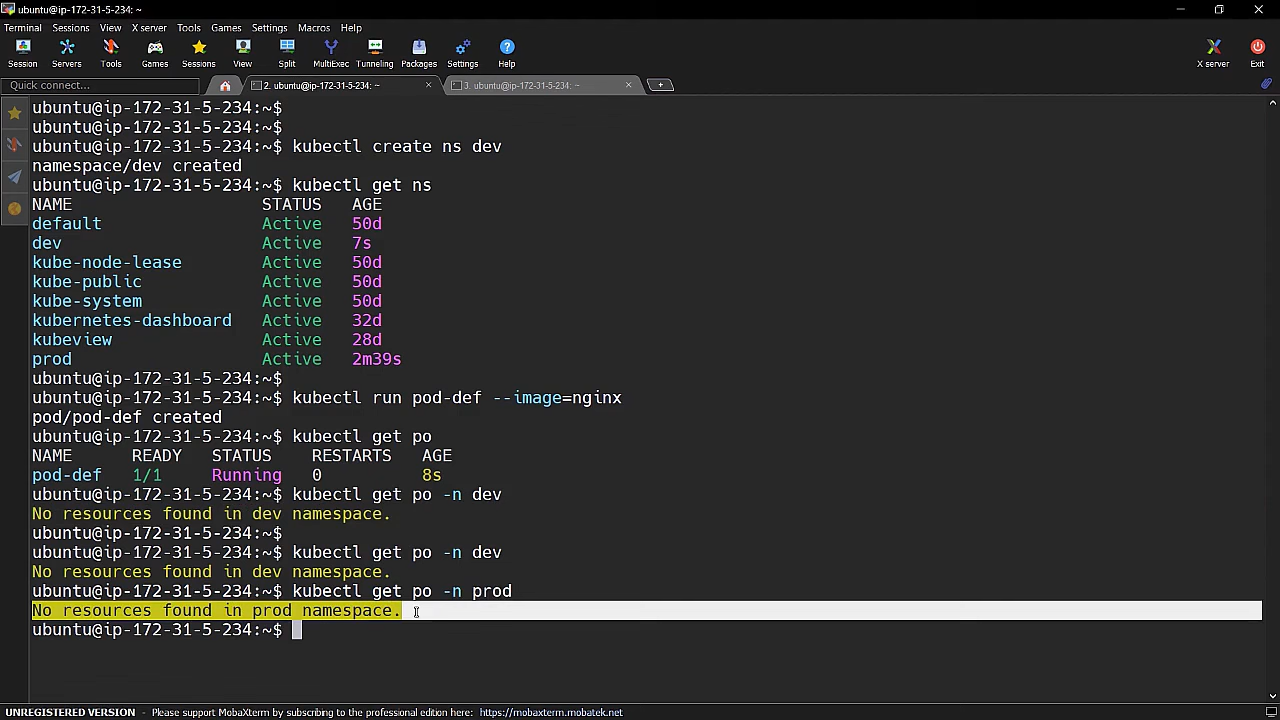 ubuntu@ip-172-31-5-234: ~
Terminal Sessions View X server Tools Games Settings Macros Help
Session Servers Tools Games Sessions View Split MultiExec Tunneling Packages Settings Help X server Exit
Quick connect... 2. ubuntu@ip-172-31-5-234: ~ 3. ubuntu@ip-172-31-5-234: ~
ubuntu@ip-172-31-5-234:~$
ubuntu@ip-172-31-5-234:~$
ubuntu@ip-172-31-5-234:~$ kubectl create ns dev
namespace/dev created
ubuntu@ip-172-31-5-234:~$ kubectl get ns
NAME STATUS AGE
default Active 50d
dev Active 7s
kube-node-lease Active 50d
kube-public Active 50d
kube-system Active 50d
kubernetes-dashboard Active 32d
kubeview Active 28d
prod Active 2m39s
ubuntu@ip-172-31-5-234:~$
ubuntu@ip-172-31-5-234:~$ kubectl run pod-def --image=nginx
pod/pod-def created
ubuntu@ip-172-31-5-234:~$ kubectl get po
NAME READY STATUS RESTARTS AGE
pod-def 1/1 Running 0 8s
ubuntu@ip-172-31-5-234:~$ kubectl get po -n dev
No resources found in dev namespace.
ubuntu@ip-172-31-5-234:~$
ubuntu@ip-172-31-5-234:~$ kubectl get po -n dev
No resources found in dev namespace.
ubuntu@ip-172-31-5-234:~$ kubectl get po -n prod
No resources found in prod namespace.
ubuntu@ip-172-31-5-234:~$
UNREGISTERED VERSION - Please support MobaXterm by subscribing to the professional edition here: https://mobaxterm.mobatek.net